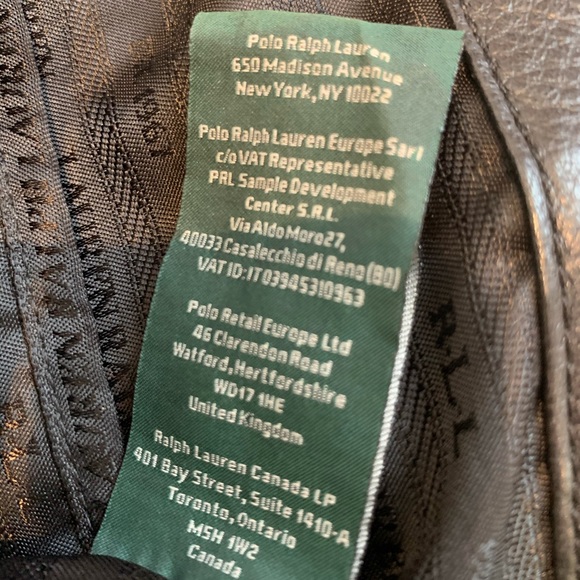 Polo Ralph Lauren
650 Madison Avenue
New York, NY 10022
Polo Ralph Lauren Europe Sarl
c/o VAT Representative
PRL Sample Development
Center S.R.L.
Via Aldo Moro 27,
40033 Casalecchio di Reno (BO)
VAT ID: IT03945310363
Polo Retail Europe Ltd
46 Clarendon Road
Watford, Hertfordshire
WD17 1HE
United Kingdom
Ralph Lauren Canada LP
401 Bay Street, Suite 1410-A
Toronto, Ontario
M5H 1W2
Canada
R.L.L